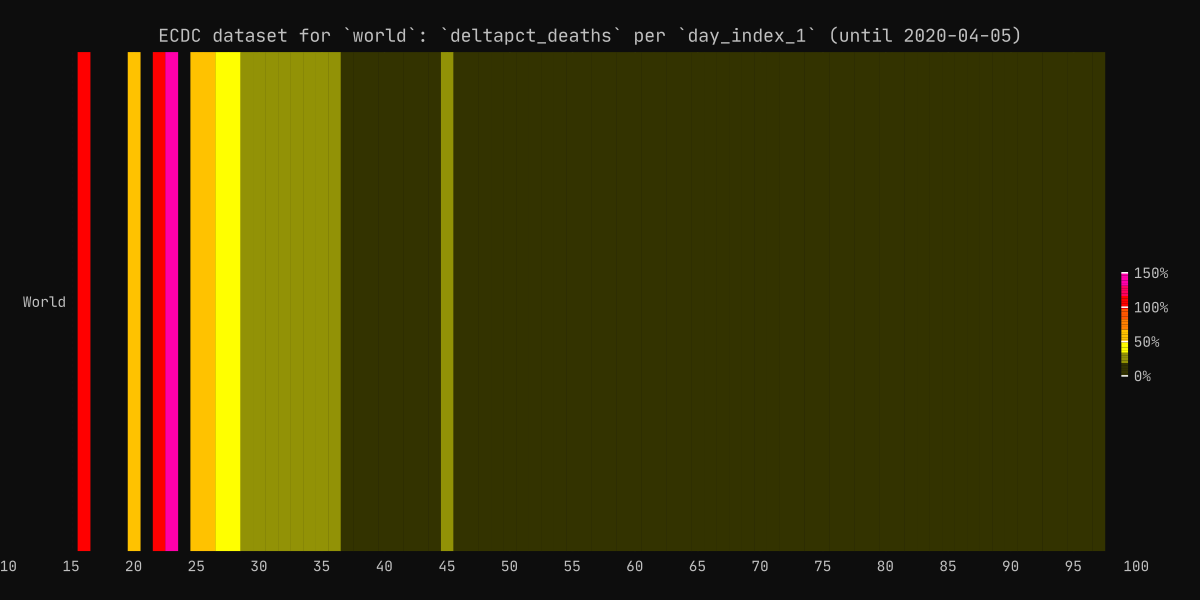 ECDC dataset for `world`: `deltapct_deaths` per `day_index_1` (until 2020-04-05)
World
150%
100%
50%
0%
10 15 20 25 30 35 40 45 50 55 60 65 70 75 80 85 90 95 100